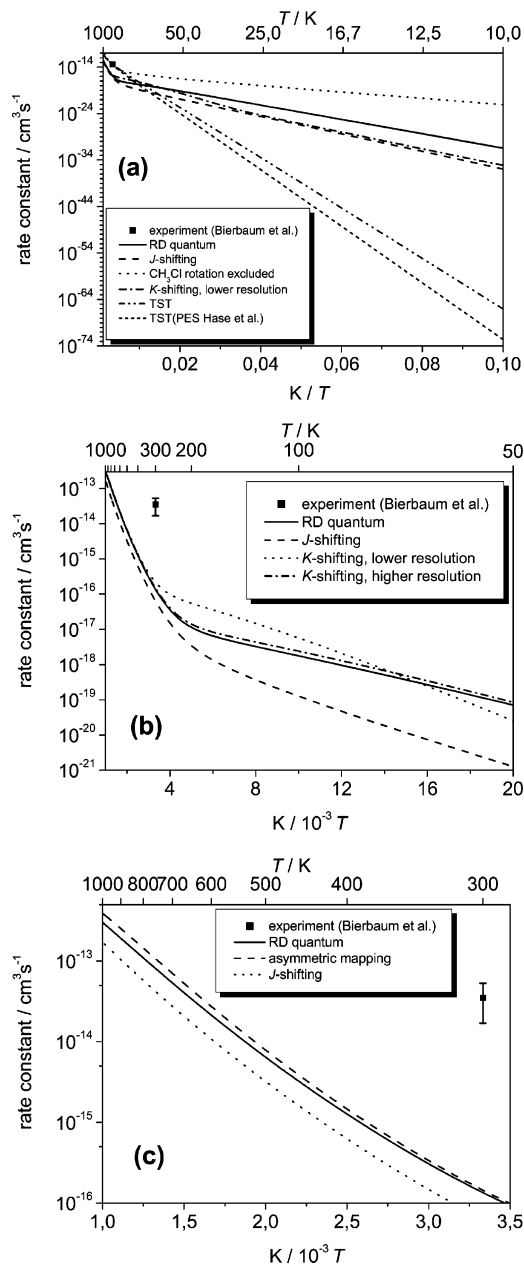 T / K
1000 50,0 25,0 16,7 12,5 10,0
10⁻¹⁴
10⁻²⁴
10⁻³⁴
10⁻⁴⁴
10⁻⁵⁴
10⁻⁶⁴
10⁻⁷⁴
rate constant / cm³s⁻¹
(a)
experiment (Bierbaum et al.)
RD quantum
J-shifting
CH₃Cl rotation excluded
K-shifting, lower resolution
TST
TST(PES Hase et al.)
0,02 0,04 0,06 0,08 0,10
K / T
T / K
1000 300 200 100 50
10⁻¹³
10⁻¹⁴
10⁻¹⁵
10⁻¹⁶
10⁻¹⁷
10⁻¹⁸
10⁻¹⁹
10⁻²⁰
10⁻²¹
rate constant / cm³s⁻¹
experiment (Bierbaum et al.)
RD quantum
J-shifting
K-shifting, lower resolution
K-shifting, higher resolution
(b)
4 8 12 16 20
K / 10⁻³ T
T / K
1000 800 700 600 500 400 300
10⁻¹³
10⁻¹⁴
10⁻¹⁵
10⁻¹⁶
rate constant / cm³s⁻¹
experiment (Bierbaum et al.)
RD quantum
asymmetric mapping
J-shifting
(c)
1,0 1,5 2,0 2,5 3,0 3,5
K / 10⁻³ T